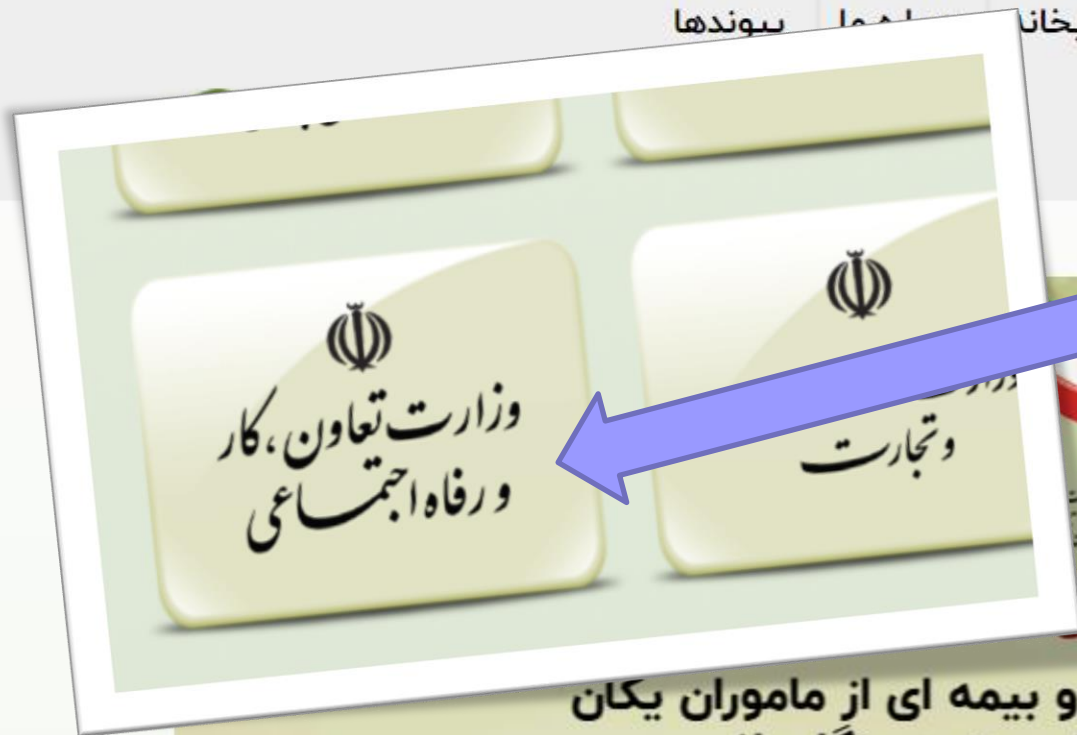 پیوندها
وزارت تعاون، کار
و رفاه اجتماعی
و تجارت
و بیمه ای از ماموران یکان